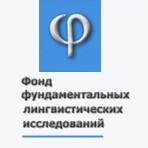 φ
Фонд
фундаментальных
лингвистических
исследований